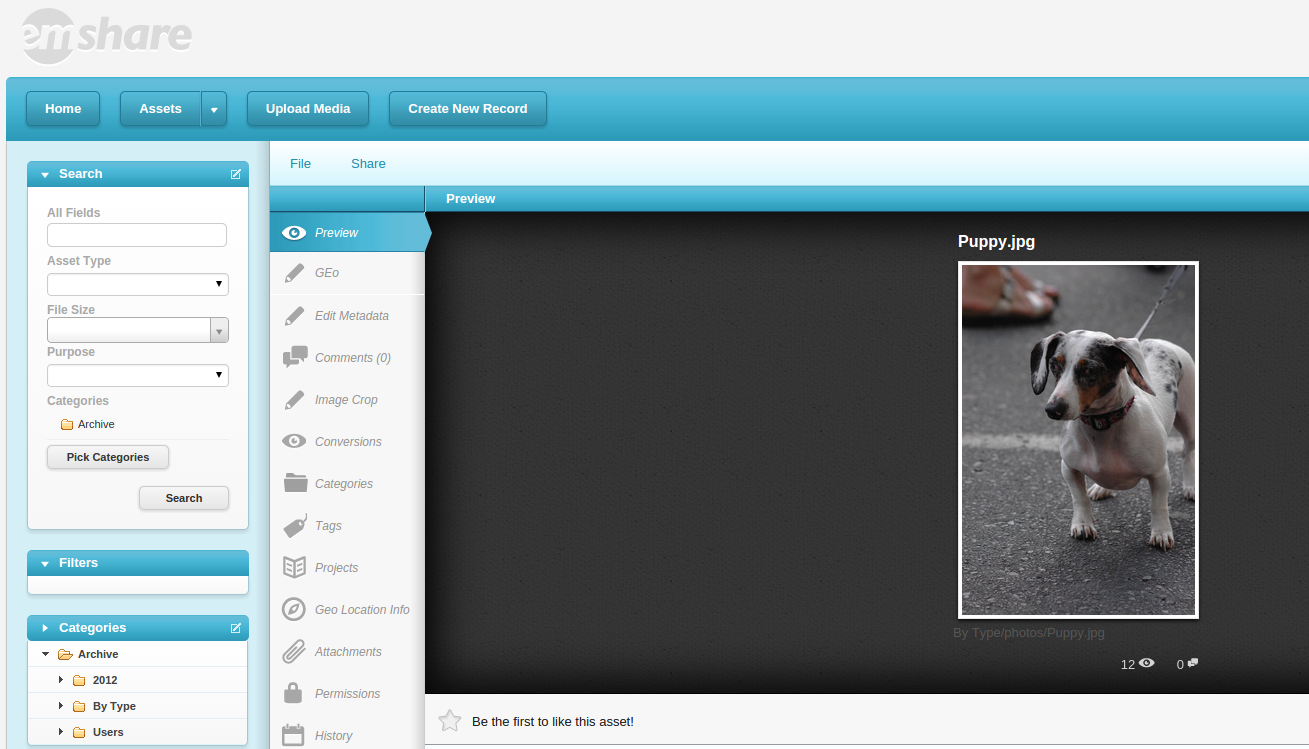 emshare
Home
Assets
Upload Media
Create New Record
Search
All Fields
Asset Type
File Size
Purpose
Categories
Archive
Pick Categories
Search
Filters
Categories
Archive
2012
By Type
Users
File
Share
Preview
Preview
GEo
Edit Metadata
Comments (0)
Image Crop
Conversions
Categories
Tags
Projects
Geo Location Info
Attachments
Permissions
History
Puppy.jpg
By Type/photos/Puppy.jpg
12
0
Be the first to like this asset!